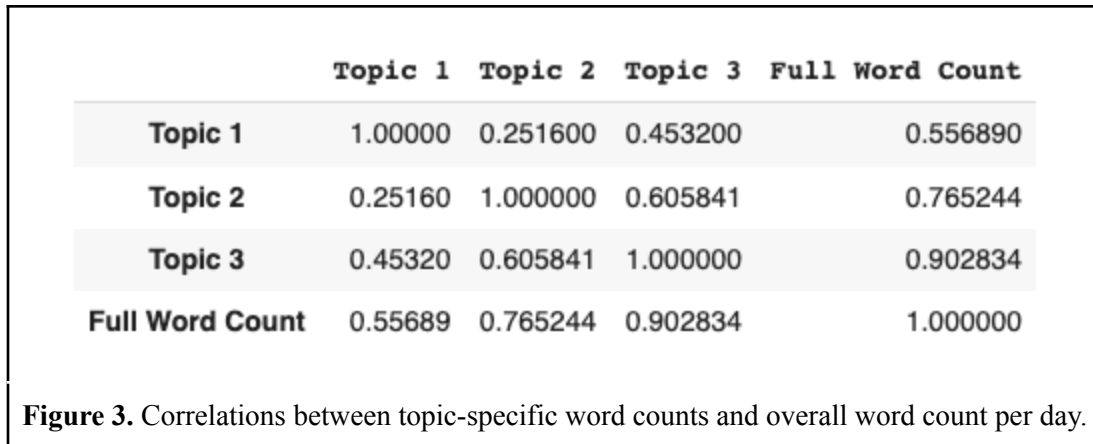 Topic 1 Topic 2 Topic 3 Full Word Count
Topic 1 1.00000 0.251600 0.453200 0.556890
Topic 2 0.25160 1.000000 0.605841 0.765244
Topic 3 0.45320 0.605841 1.000000 0.902834
Full Word Count 0.55689 0.765244 0.902834 1.000000
Figure 3. Correlations between topic-specific word counts and overall word count per day.